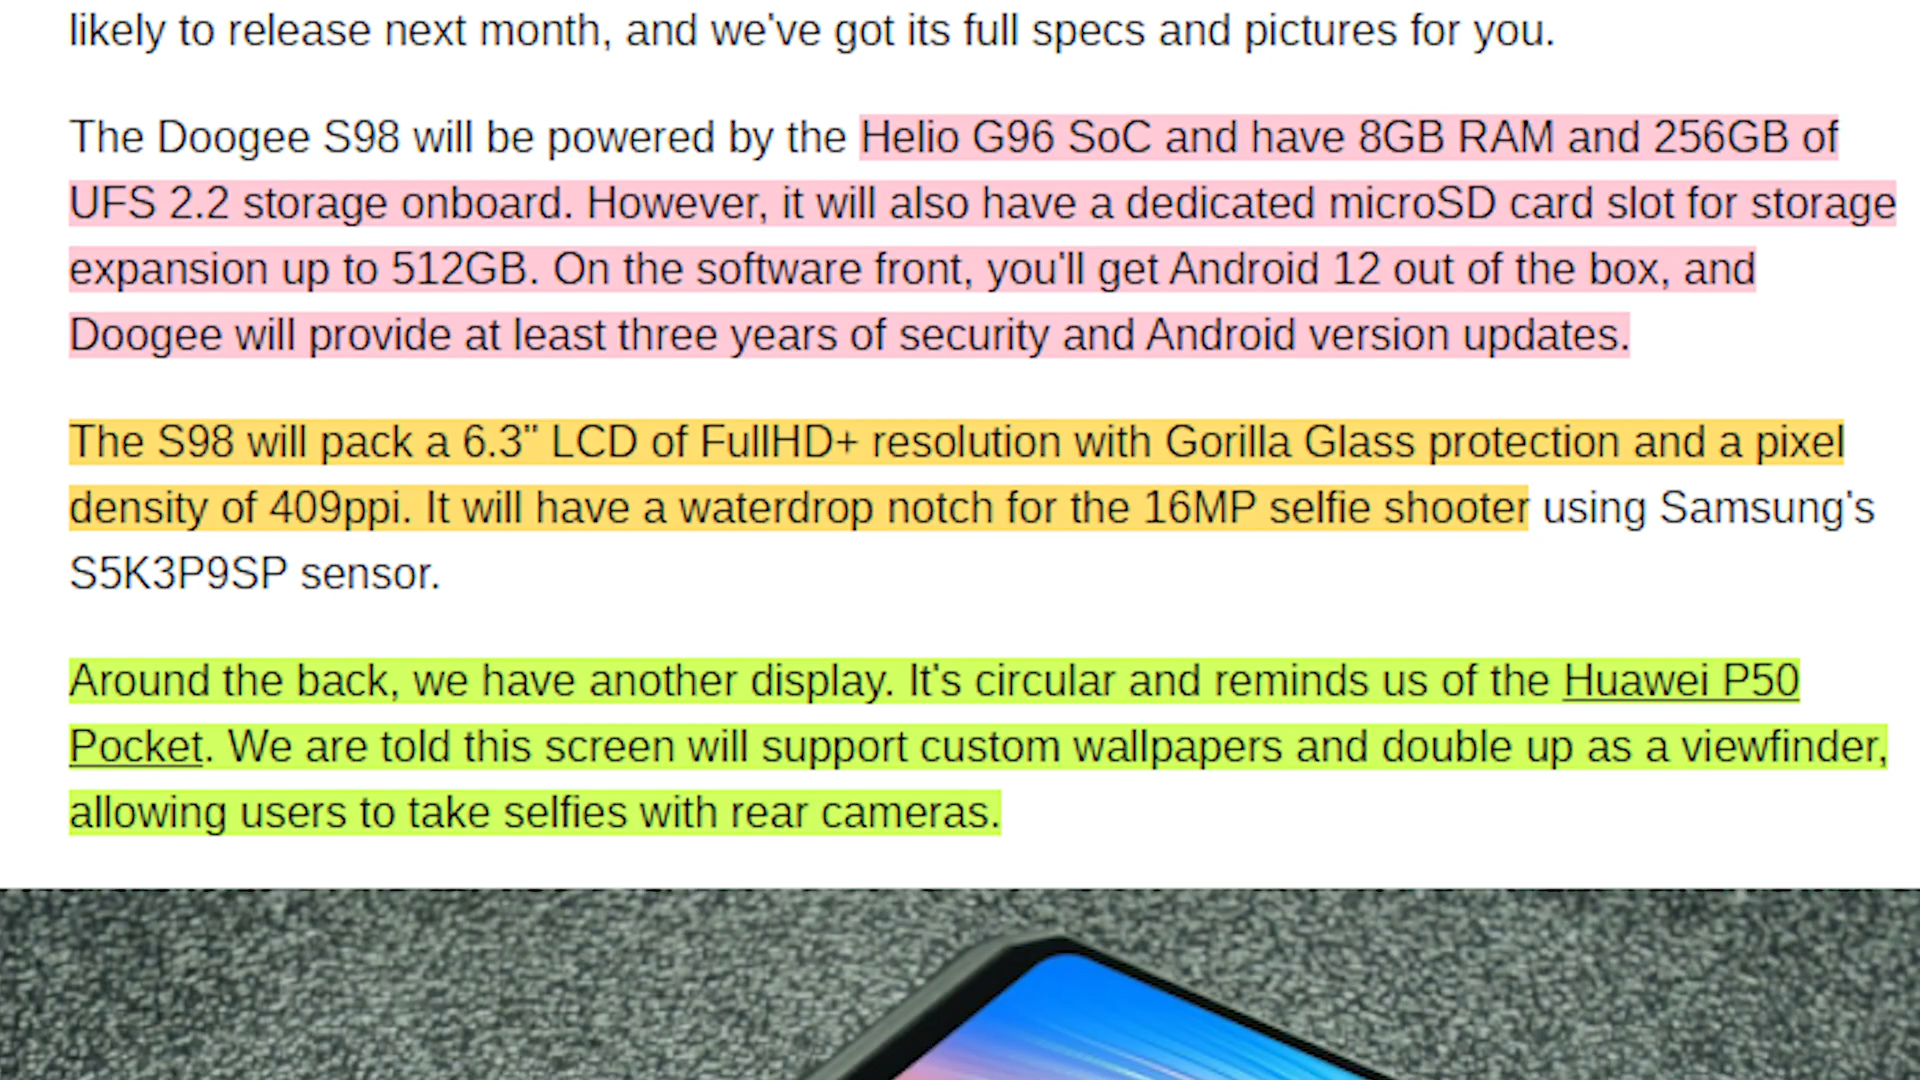 likely to release next month, and we've got its full specs and pictures for you.
The Doogee S98 will be powered by the Helio G96 SoC and have 8GB RAM and 256GB of
UFS 2.2 storage onboard. However, it will also have a dedicated microSD card slot for storage
expansion up to 512GB. On the software front, you'll get Android 12 out of the box, and
Doogee will provide at least three years of security and Android version updates.
The S98 will pack a 6.3" LCD of FullHD+ resolution with Gorilla Glass protection and a pixel
density of 409ppi. It will have a waterdrop notch for the 16MP selfie shooter using Samsung's
S5K3P9SP sensor.
Around the back, we have another display. It's circular and reminds us of the Huawei P50
Pocket. We are told this screen will support custom wallpapers and double up as a viewfinder,
allowing users to take selfies with rear cameras.